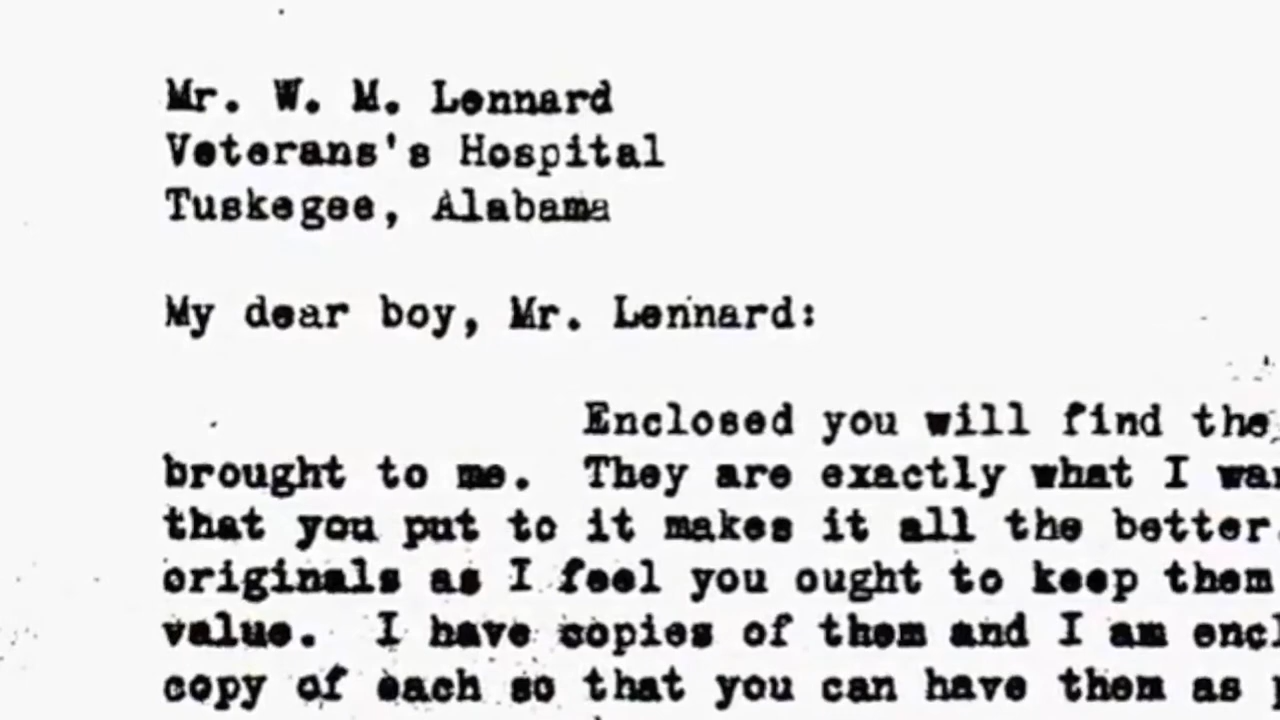 Mr. W. M. Lennard
Veterans's Hospital
Tuskegee, Alabama
My dear boy, Mr. Lennard:
Enclosed you will find the
brought to me. They are exactly what I
that you put to it makes it all the better.
originals as I feel you ought to keep them
value. I have copies of them and I am
copy of each so that you can have them as